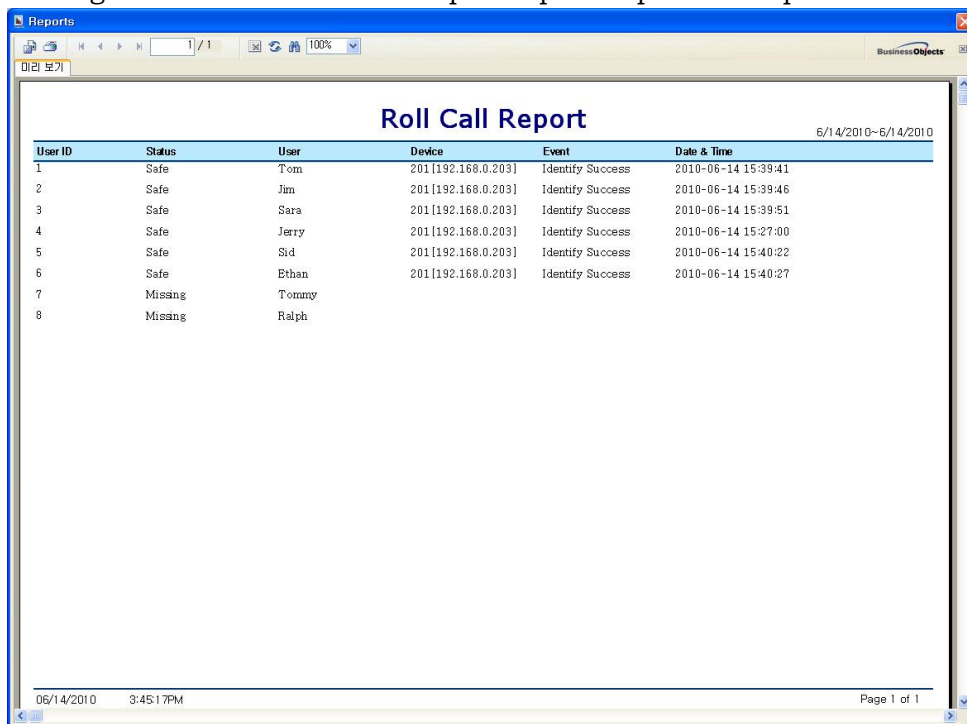 Reports
1 / 1 100% BusinessObjects
미리 보기
Roll Call Report
6/14/2010~6/14/2010
User ID Status User Device Event Date & Time
1 Safe Tom 201[192.168.0.203] Identify Success 2010-06-14 15:39:41
2 Safe Jim 201[192.168.0.203] Identify Success 2010-06-14 15:39:46
3 Safe Sara 201[192.168.0.203] Identify Success 2010-06-14 15:39:51
4 Safe Jerry 201[192.168.0.203] Identify Success 2010-06-14 15:27:00
5 Safe Sid 201[192.168.0.203] Identify Success 2010-06-14 15:40:22
6 Safe Ethan 201[192.168.0.203] Identify Success 2010-06-14 15:40:27
7 Missing Tommy
8 Missing Ralph
06/14/2010 3:45:17PM Page 1 of 1